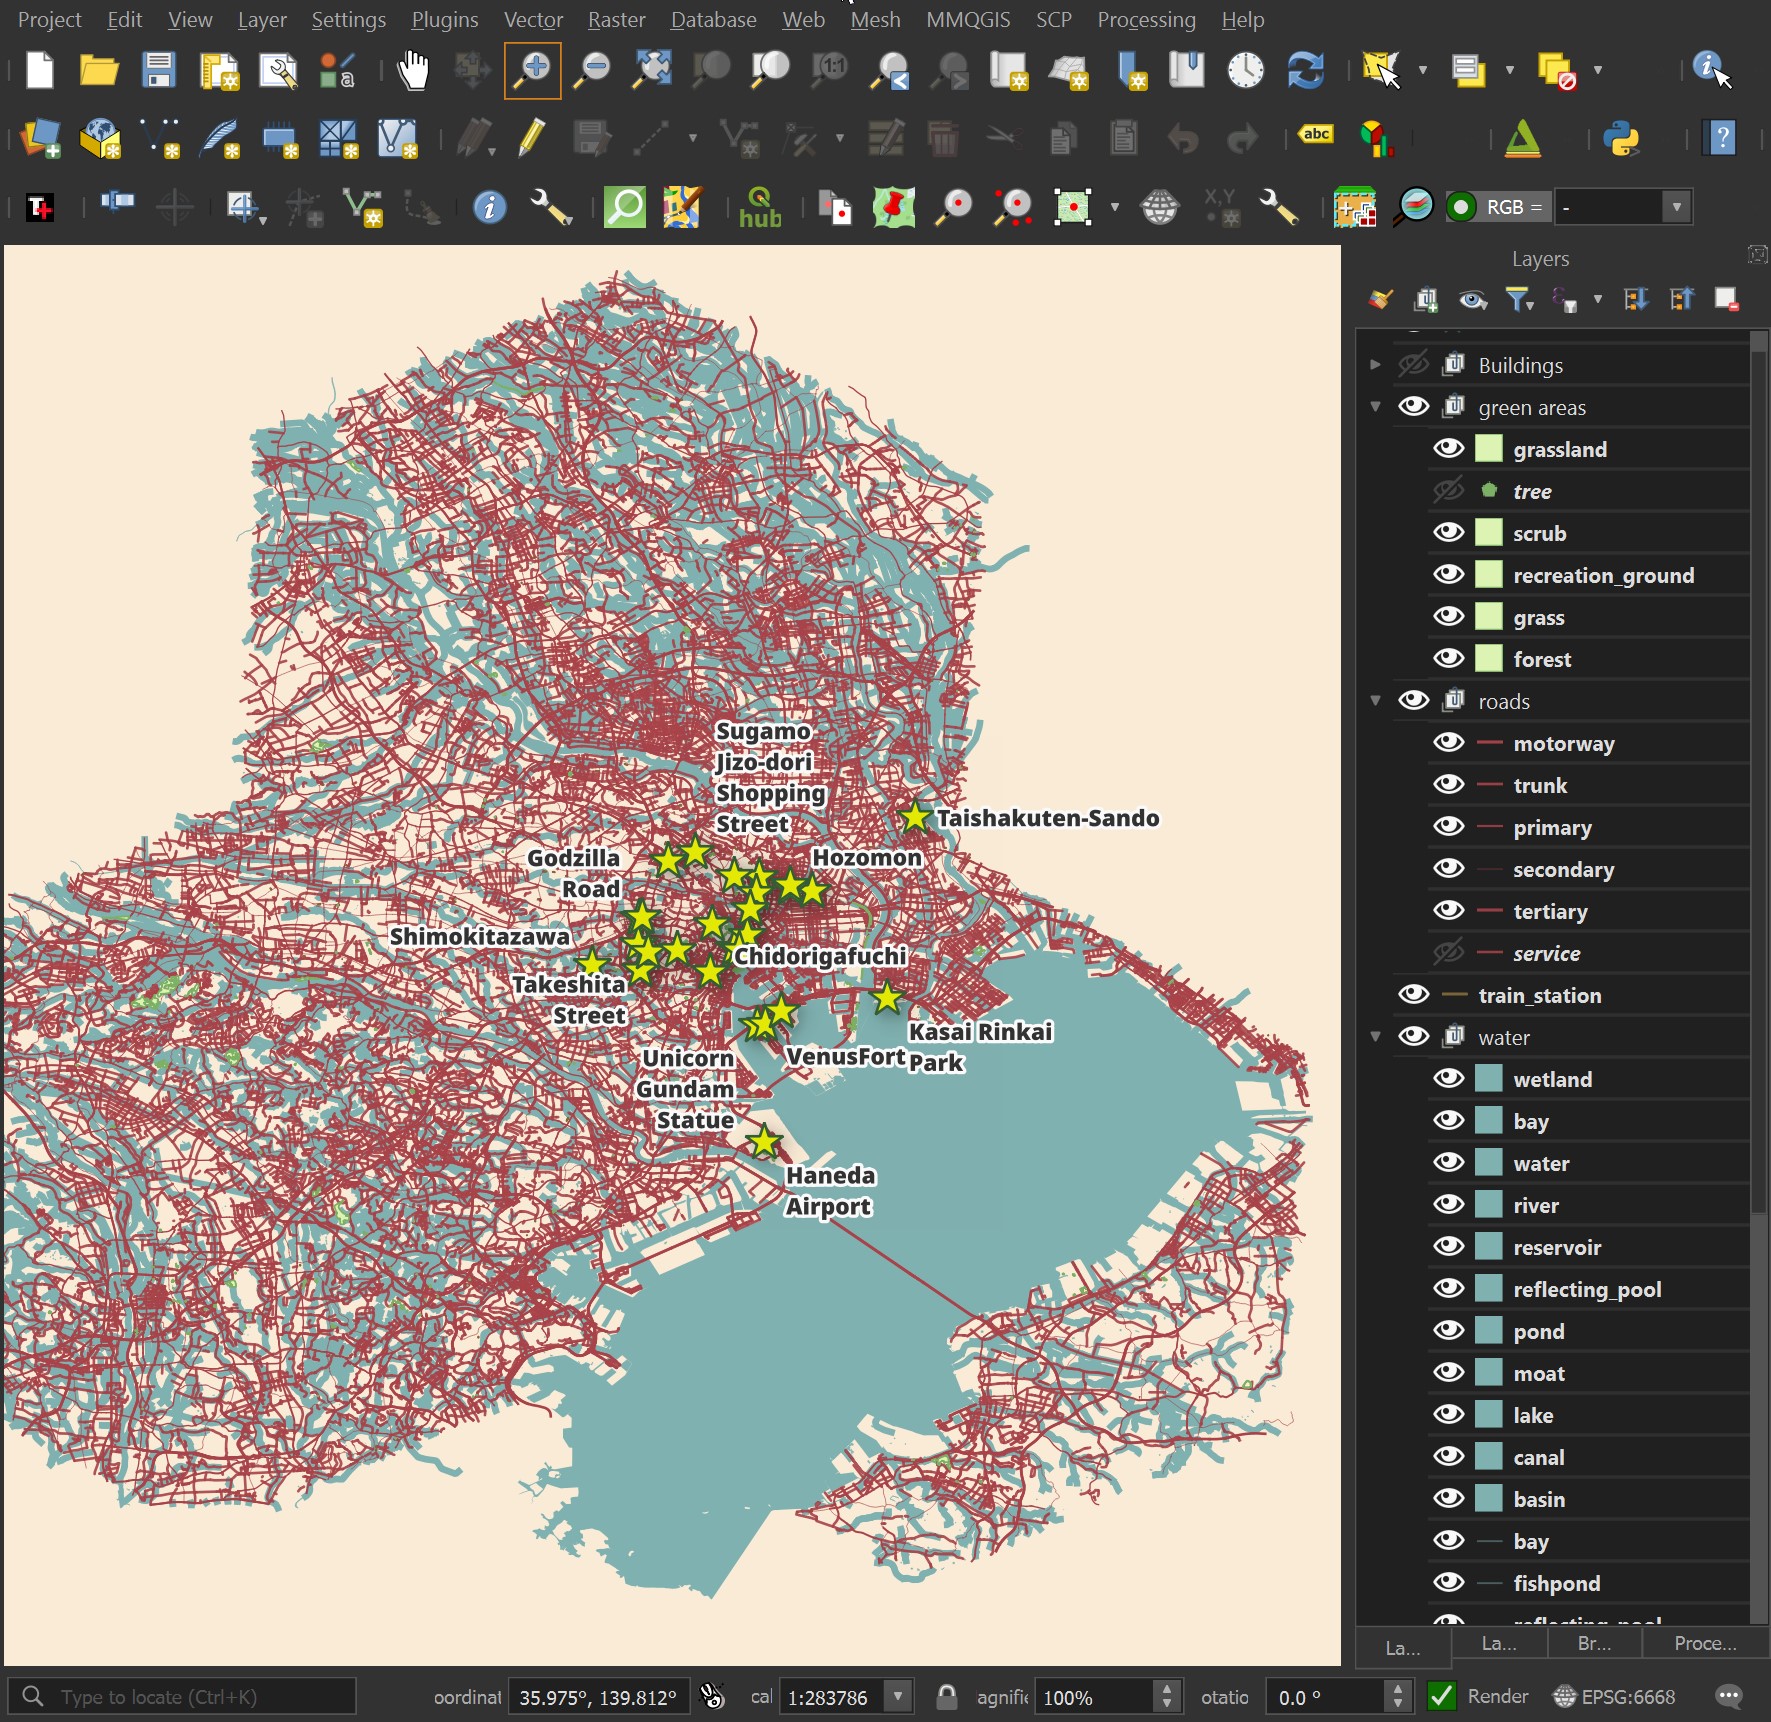 Project Edit View Layer Settings Plugins Vector Raster Database Web Mesh MMQGIS SCP Processing Help
a 1:1
abc ?
T hub X,Y RGB = -
Layers
Buildings
green areas
grassland
tree
scrub
recreation_ground
grass
forest
roads
motorway
trunk
primary
secondary
tertiary
service
train_station
water
wetland
bay
water
river
reservoir
reflecting_pool
pond
moat
lake
canal
basin
bay
fishpond
reflecting_pool
La... La... Br... Proce...
Sugamo
Jizo-dori
Shopping
Street
Taishakuten-Sando
Godzilla
Road
Hozomon
Shimokitazawa
Chidorigafuchi
Takeshita
Street
Kasai Rinkai
Park
VenusFort
Unicorn
Gundam
Statue
Haneda
Airport
Type to locate (Ctrl+K) oordinat 35.975°, 139.812° cal 1:283786 agnifie 100% otatio 0.0 ° Render EPSG:6668